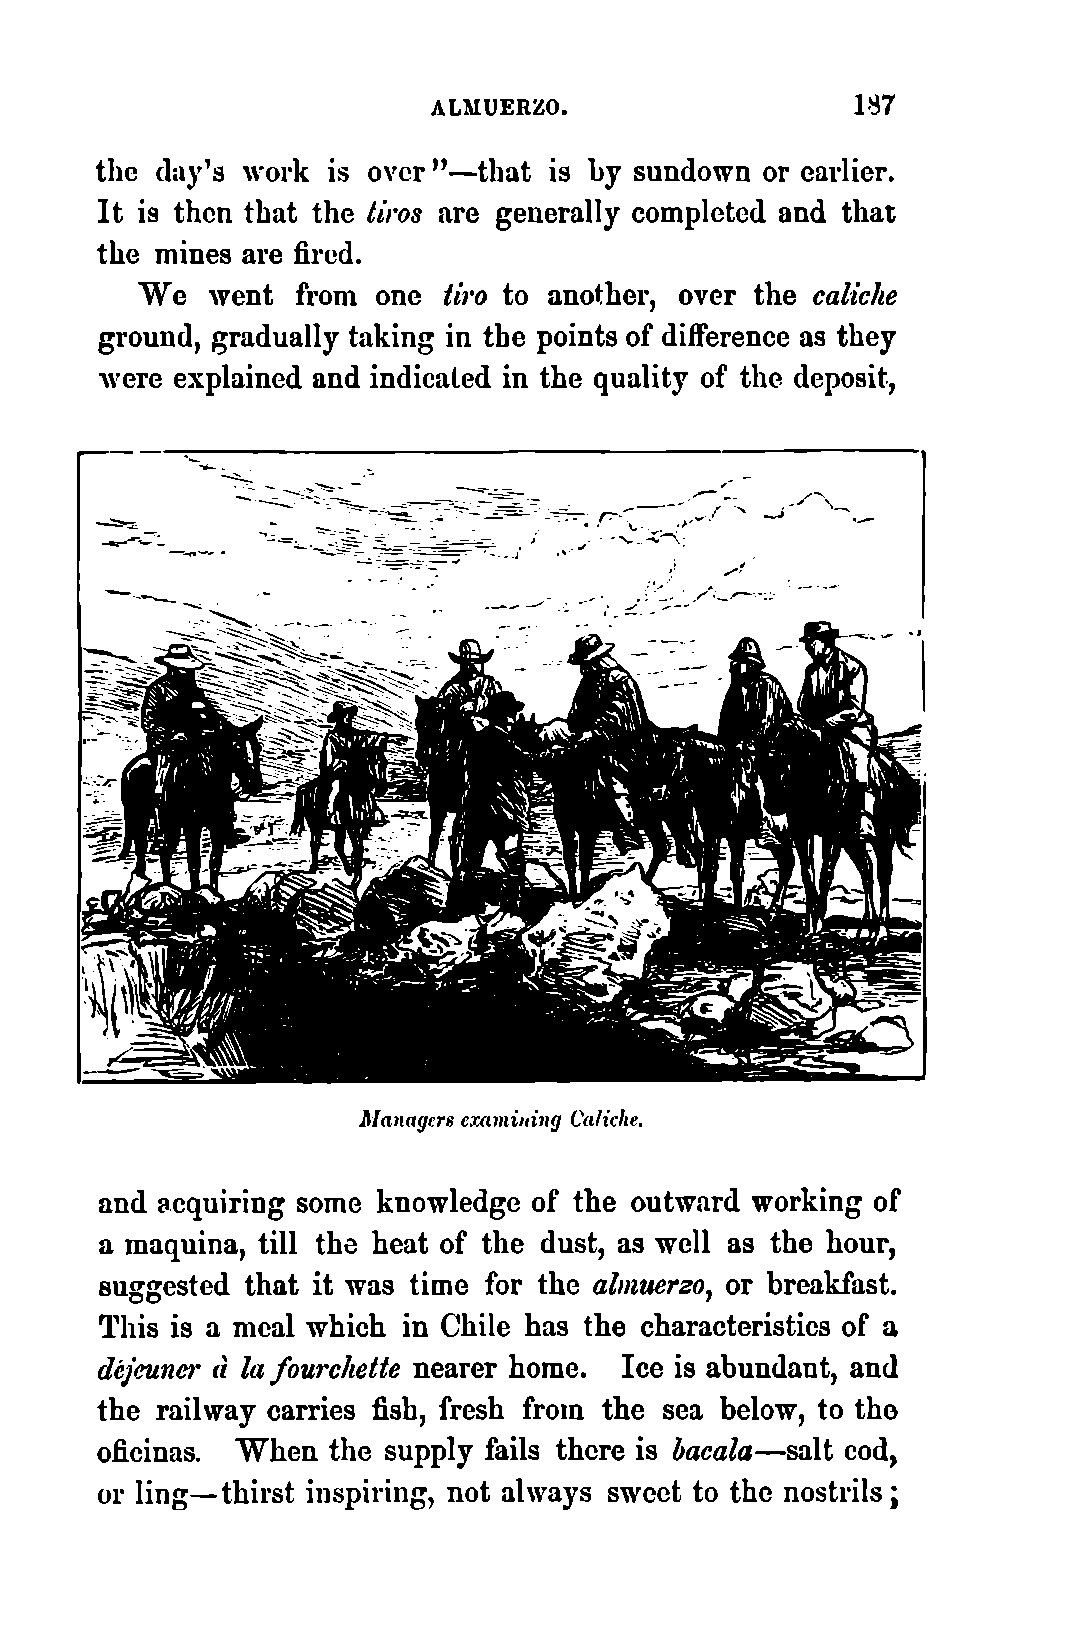 ALMUERZO. 187
the day's work is over"—that is by sundown or earlier.
It is then that the tiros are generally completed and that
the mines are fired.
We went from one tiro to another, over the caliche
ground, gradually taking in the points of difference as they
were explained and indicated in the quality of the deposit,
Managers examining Caliche.
and acquiring some knowledge of the outward working of
a maquina, till the heat of the dust, as well as the hour,
suggested that it was time for the almuerzo, or breakfast.
This is a meal which in Chile has the characteristics of a
déjeuner à la fourchette nearer home. Ice is abundant, and
the railway carries fish, fresh from the sea below, to the
oficinas. When the supply fails there is bacala—salt cod,
or ling—thirst inspiring, not always sweet to the nostrils;